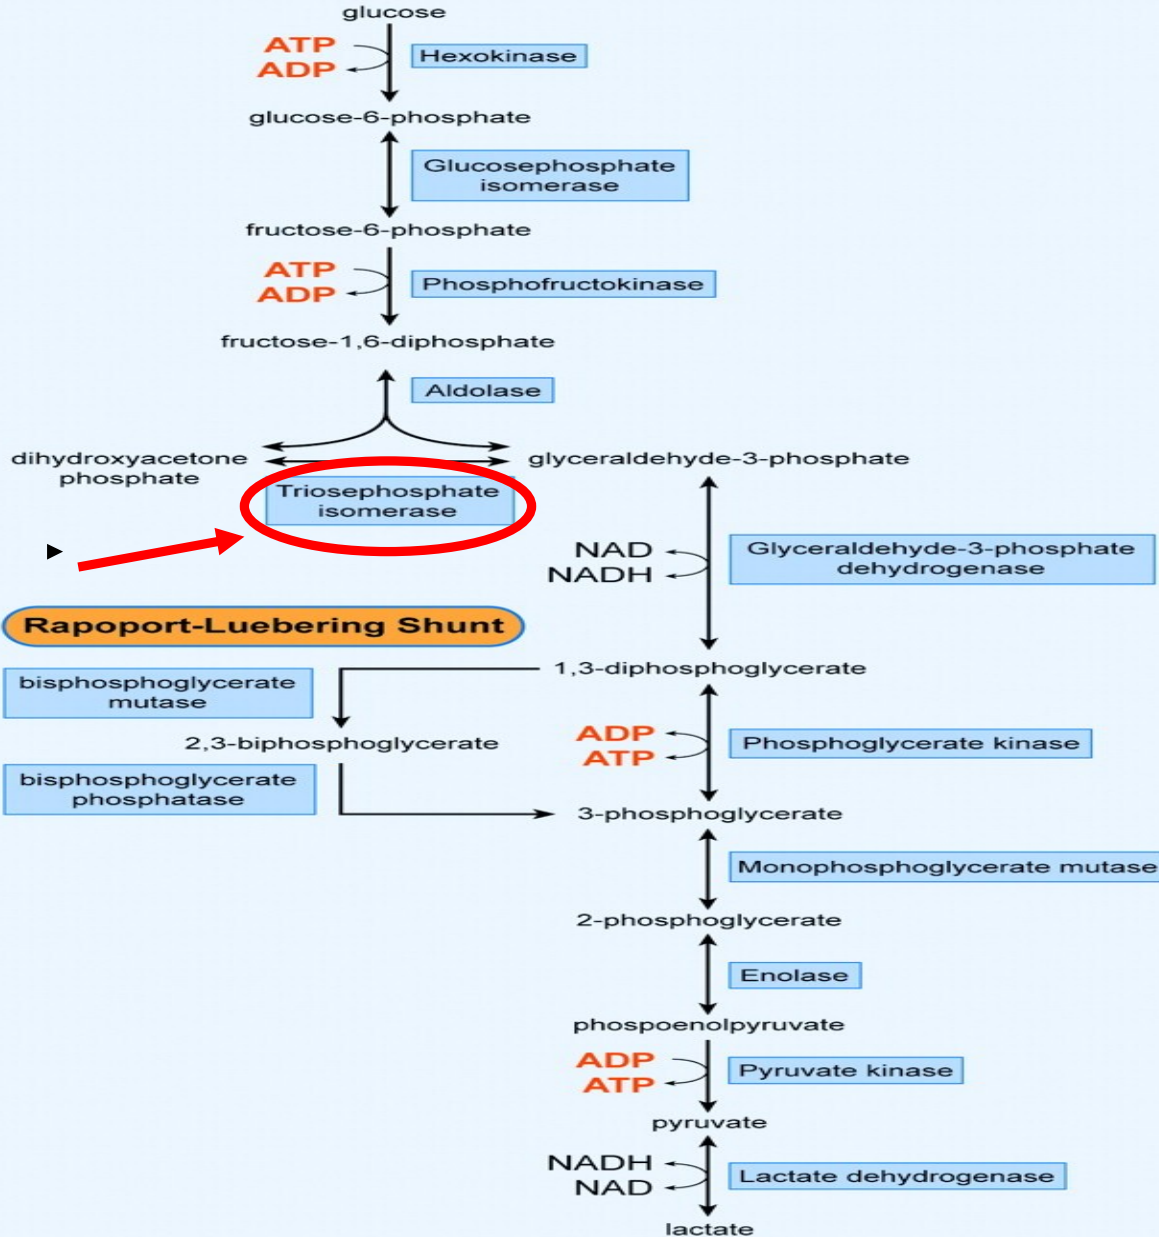 glucose
ATP
ADP
Hexokinase
glucose-6-phosphate
Glucosephosphate
isomerase
fructose-6-phosphate
ATP
ADP
Phosphofructokinase
fructose-1,6-diphosphate
Aldolase
dihydroxyacetone
phosphate
glyceraldehyde-3-phosphate
Triosephosphate
isomerase
NAD
NADH
Glyceraldehyde-3-phosphate
dehydrogenase
Rapoport-Luebering Shunt
1,3-diphosphoglycerate
bisphosphoglycerate
mutase
2,3-biphosphoglycerate
ADP
ATP
Phosphoglycerate kinase
bisphosphoglycerate
phosphatase
3-phosphoglycerate
Monophosphoglycerate mutase
2-phosphoglycerate
Enolase
phospoenolpyruvate
ADP
ATP
Pyruvate kinase
pyruvate
NADH
NAD
Lactate dehydrogenase
lactate